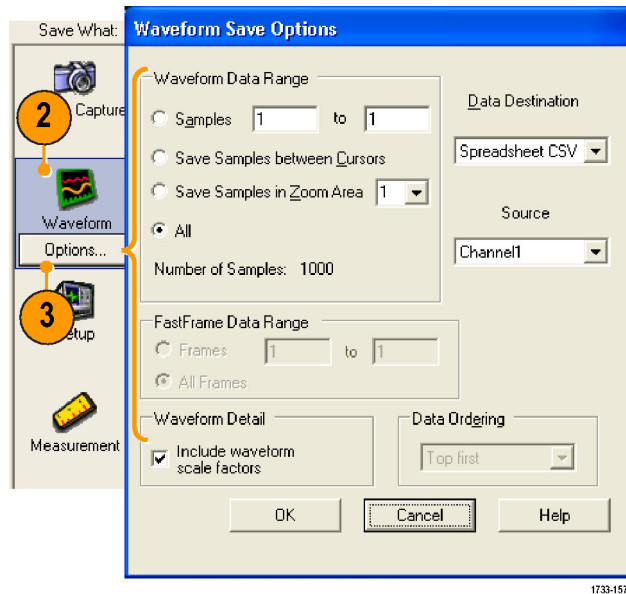 Save What:
Capture
2
Waveform
Options...
3
etup
Measurement
Waveform Save Options
Waveform Data Range
Samples 1 to 1
Save Samples between Cursors
Save Samples in Zoom Area 1
All
Number of Samples: 1000
Data Destination
Spreadsheet CSV
Source
Channel1
FastFrame Data Range
Frames 1 to 1
All Frames
Waveform Detail
Include waveform
scale factors
Data Ordering
Top first
OK
Cancel
Help
1733-157